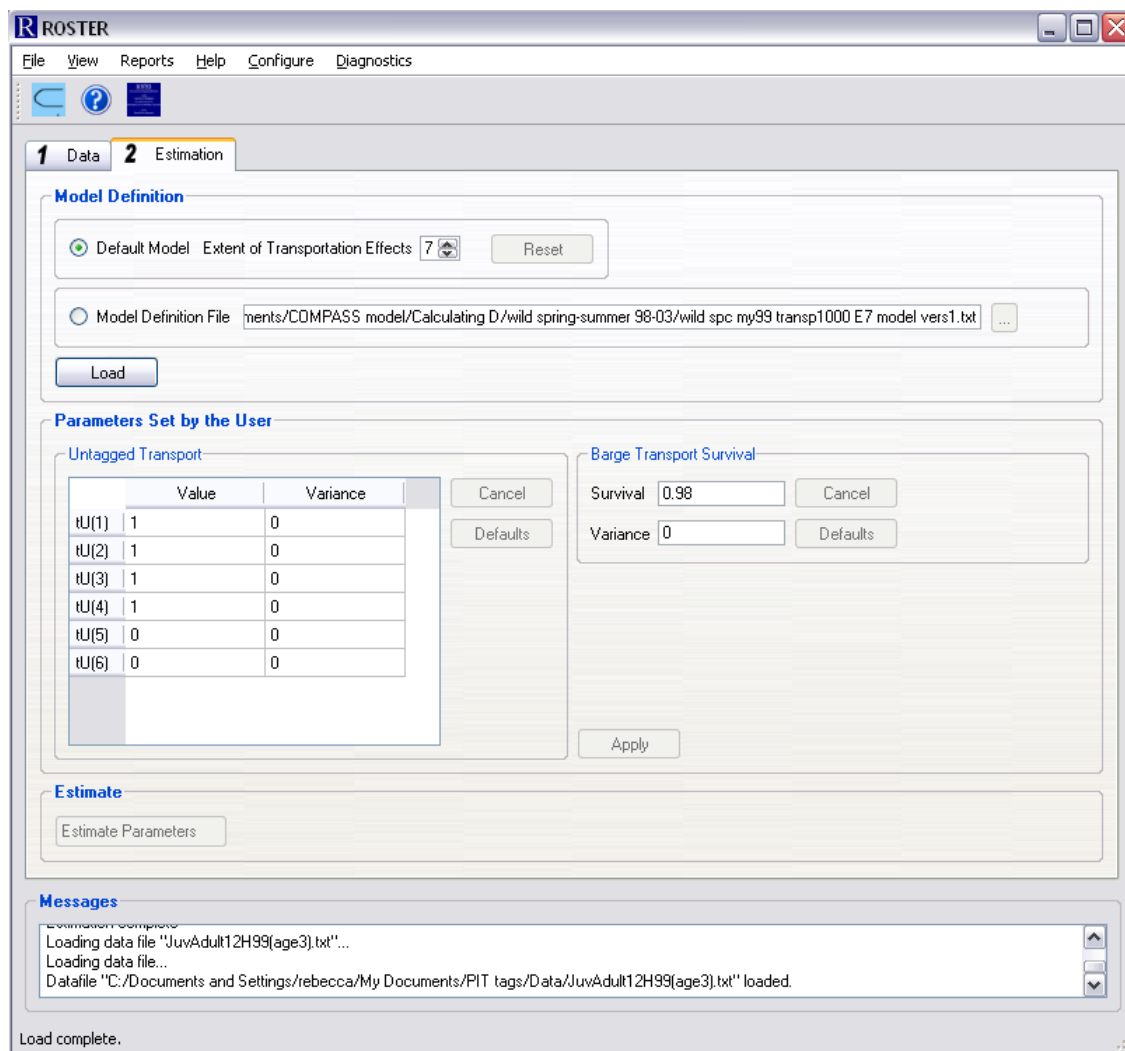 R ROSTER
File View Reports Help Configure Diagnostics
1 Data 2 Estimation
Model Definition
Default Model Extent of Transportation Effects 7 Reset
Model Definition File ments/COMPASS model/Calculating D/wild spring-summer 98-03/wild spc my99 transp1000 E7 model vers1.txt ...
Load
Parameters Set by the User
Untagged Transport
Value Variance
tU(1) 1 0
tU(2) 1 0
tU(3) 1 0
tU(4) 1 0
tU(5) 0 0
tU(6) 0 0
Cancel
Defaults
Barge Transport Survival
Survival 0.98 Cancel
Variance 0 Defaults
Apply
Estimate
Estimate Parameters
Messages
Estimation complete
Loading data file "JuvAdult12H99(age3).txt"...
Loading data file...
Datafile "C:/Documents and Settings/rebecca/My Documents/PIT tags/Data/JuvAdult12H99(age3).txt" loaded.
Load complete.